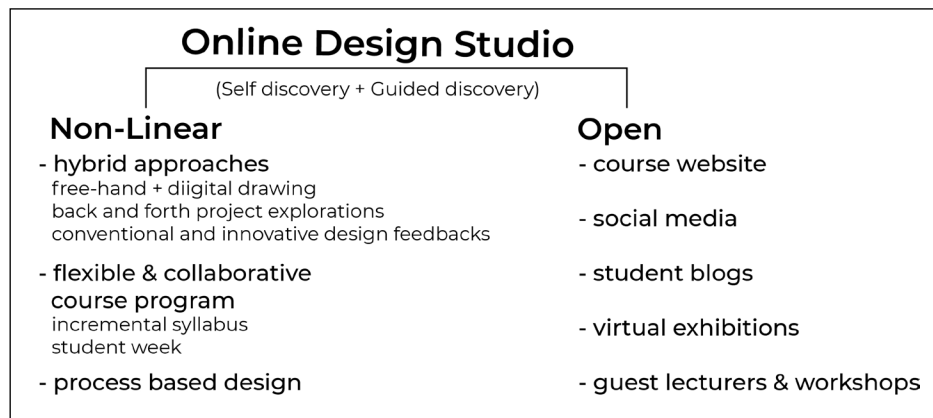 Online Design Studio
(Self discovery + Guided discovery)
Non-Linear
- hybrid approaches
free-hand + diigital drawing
back and forth project explorations
conventional and innovative design feedbacks
- flexible & collaborative
course program
incremental syllabus
student week
- process based design
Open
- course website
- social media
- student blogs
- virtual exhibitions
- guest lecturers & workshops